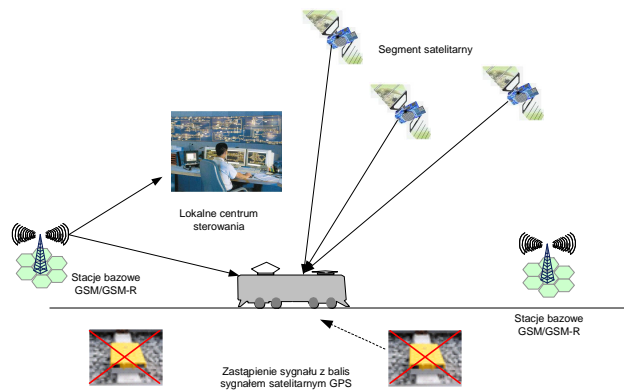 Segment satelitarny
Lokalne centrum
sterowania
Stacje bazowe
GSM/GSM-R
Stacje bazowe
GSM/GSM-R
Zastąpienie sygnału z balis
sygnałem satelitarnym GPS